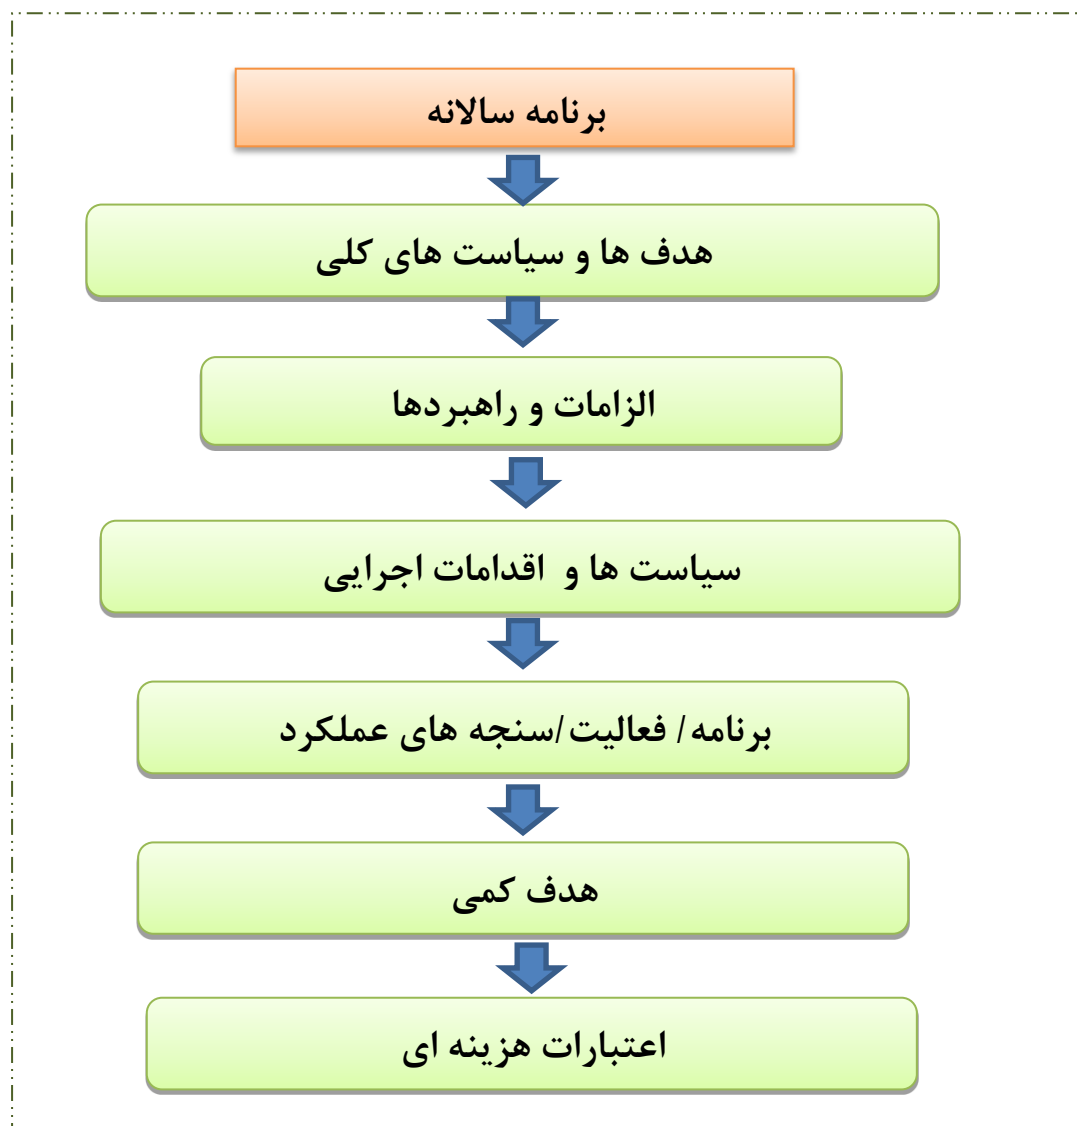 برنامه سالانه
هدف ها و سیاست های کلی
الزامات و راهبردها
سیاست ها و اقدامات اجرایی
برنامه/ فعالیت/سنجه های عملکرد
هدف کمی
اعتبارات هزینه ای